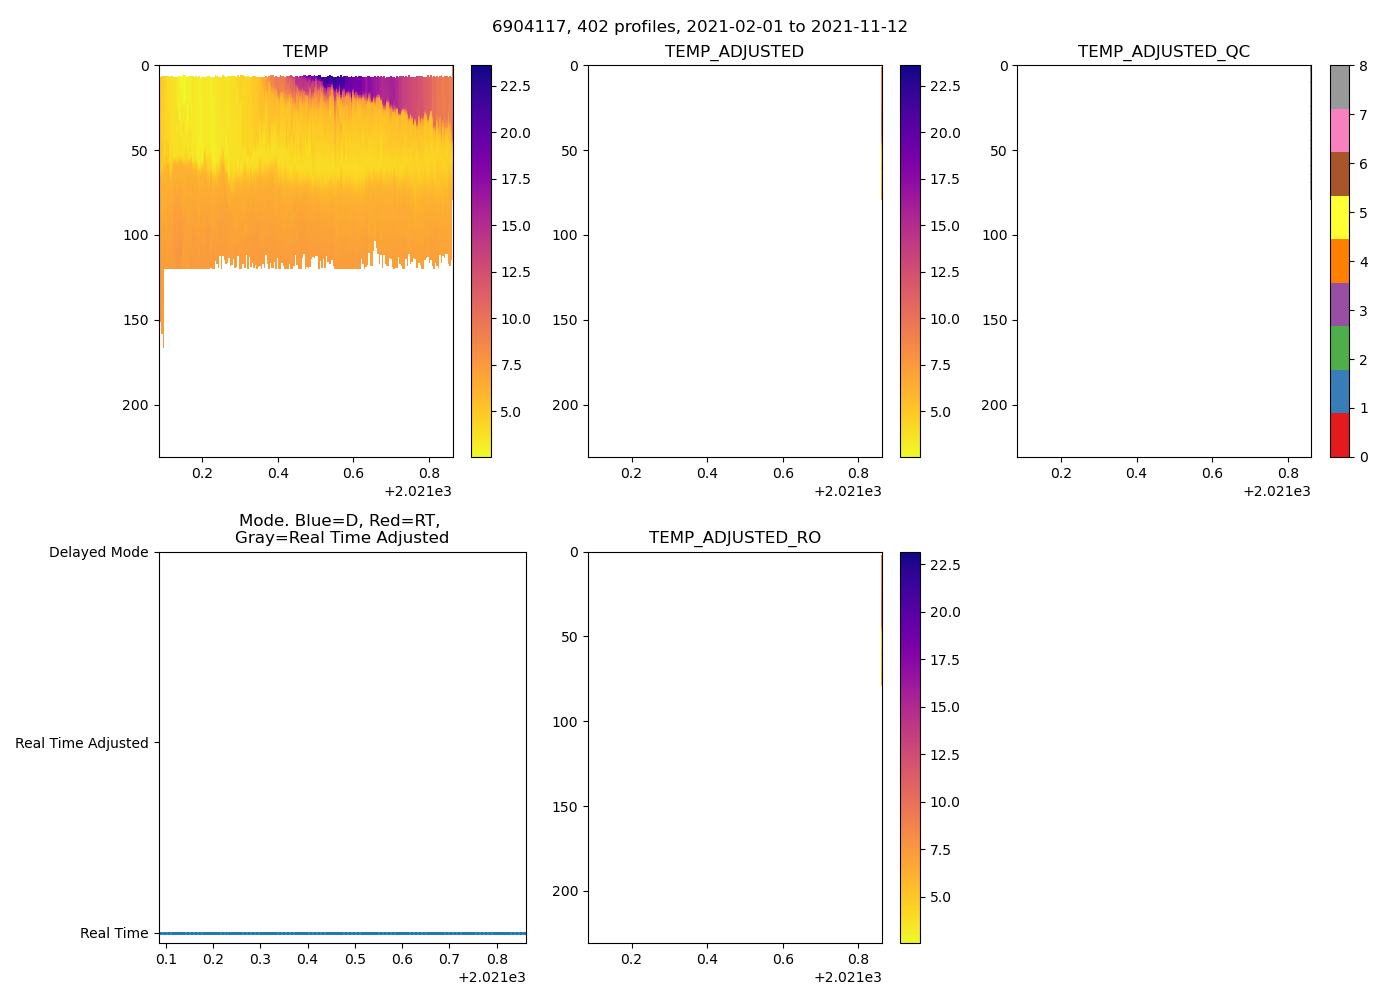 6904117, 402 profiles, 2021-02-01 to 2021-11-12
TEMP
0
50
100
150
200
0.2 0.4 0.6 0.8
+2.021e3
22.5
20.0
17.5
15.0
12.5
10.0
7.5
5.0
TEMP_ADJUSTED
0
50
100
150
200
0.2 0.4 0.6 0.8
+2.021e3
22.5
20.0
17.5
15.0
12.5
10.0
7.5
5.0
TEMP_ADJUSTED_QC
0
50
100
150
200
0.2 0.4 0.6 0.8
+2.021e3
8
7
6
5
4
3
2
1
0
Mode. Blue=D, Red=RT,
Gray=Real Time Adjusted
Delayed Mode
Real Time Adjusted
Real Time
0.1 0.2 0.3 0.4 0.5 0.6 0.7 0.8
+2.021e3
TEMP_ADJUSTED_RO
0
50
100
150
200
0.2 0.4 0.6 0.8
+2.021e3
22.5
20.0
17.5
15.0
12.5
10.0
7.5
5.0